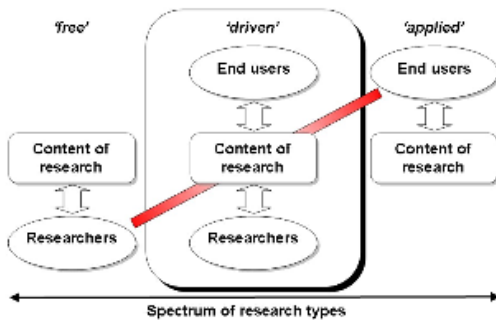 'free'
'driven'
'applied'
End users
End users
Content of
research
Content of
research
Content of
research
Researchers
Researchers
Spectrum of research types